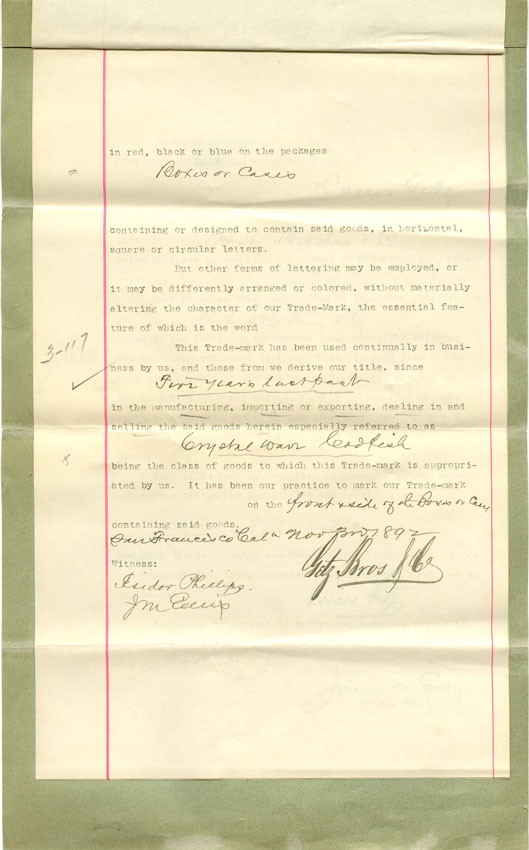 in red, black or blue on the packages
Boxes or Cases
containing or designed to contain said goods, in horizontal,
square or circular letters.
But other forms of lettering may be employed, or
it may be differently arranged or colored, without materially
altering the character of our Trade-Mark, the essential fea-
ture of which is the word
3-117
This Trade-mark has been used continually in busi-
ness by us, and those from we derive our title, since
Five years last past
in the manufacturing, importing or exporting, dealing in and
selling the said goods herein especially referred to as
Crystal Wave Codfish
being the class of goods to which this Trade-mark is appropri-
ated by us. It has been our practice to mark our Trade-mark
on the front & side of the Boxes or Cases
containing said goods.
San Francisco Cal Nov 3rd 1892
Witness:
Getz Bros & Co
Isidor Phillips
J M